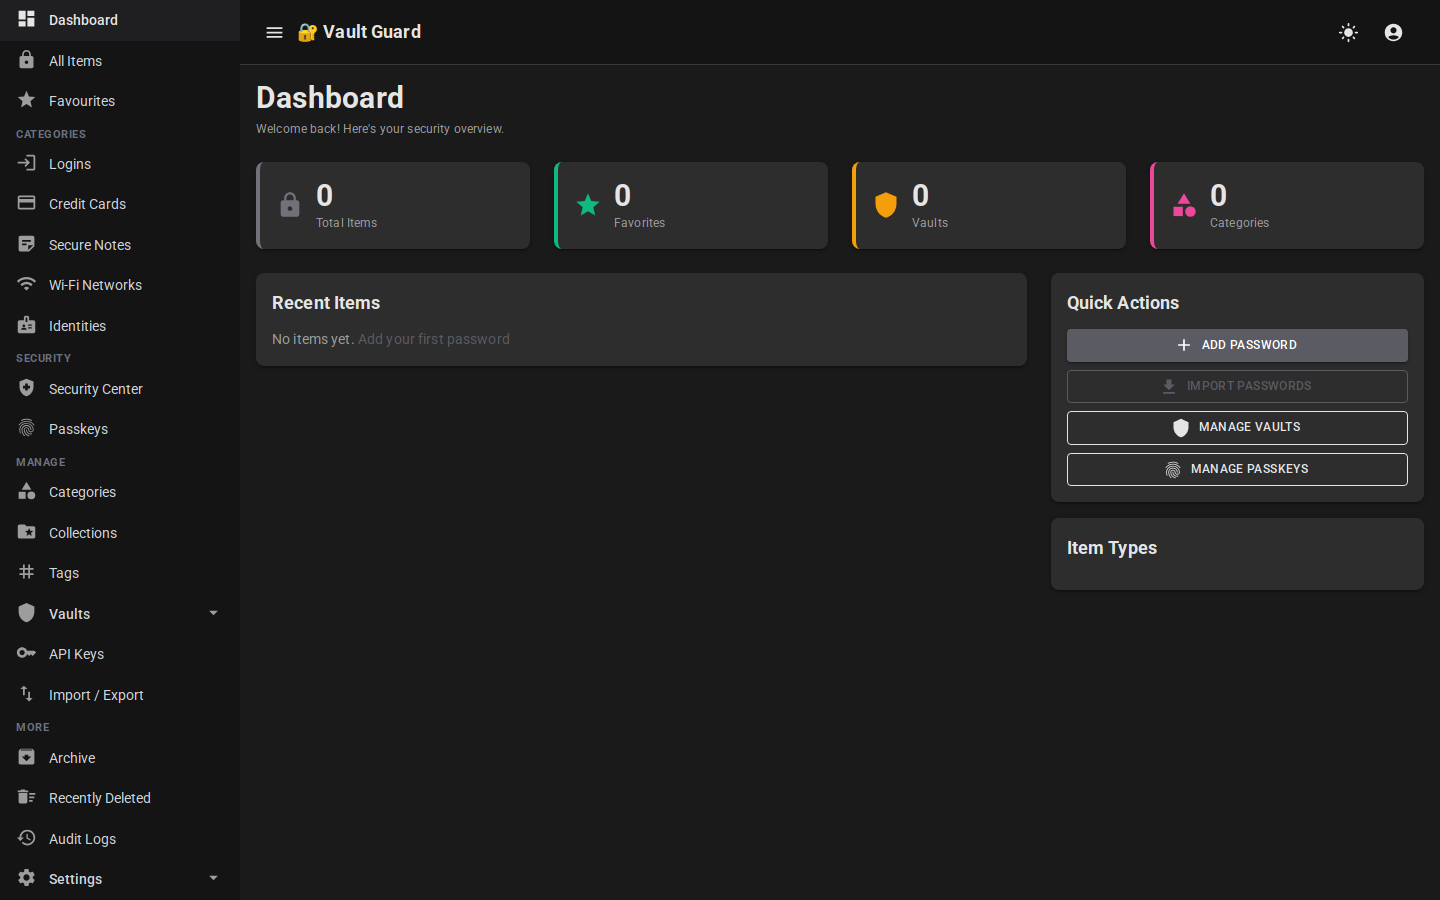 Dashboard
All Items
Favourites
CATEGORIES
Logins
Credit Cards
Secure Notes
Wi-Fi Networks
Identities
SECURITY
Security Center
Passkeys
MANAGE
Categories
Collections
Tags
Vaults
API Keys
Import / Export
MORE
Archive
Recently Deleted
Audit Logs
Settings
Vault Guard
Dashboard
Welcome back! Here's your security overview.
0
Total Items
0
Favorites
0
Vaults
0
Categories
Recent Items
No items yet. Add your first password
Quick Actions
ADD PASSWORD
IMPORT PASSWORDS
MANAGE VAULTS
MANAGE PASSKEYS
Item Types